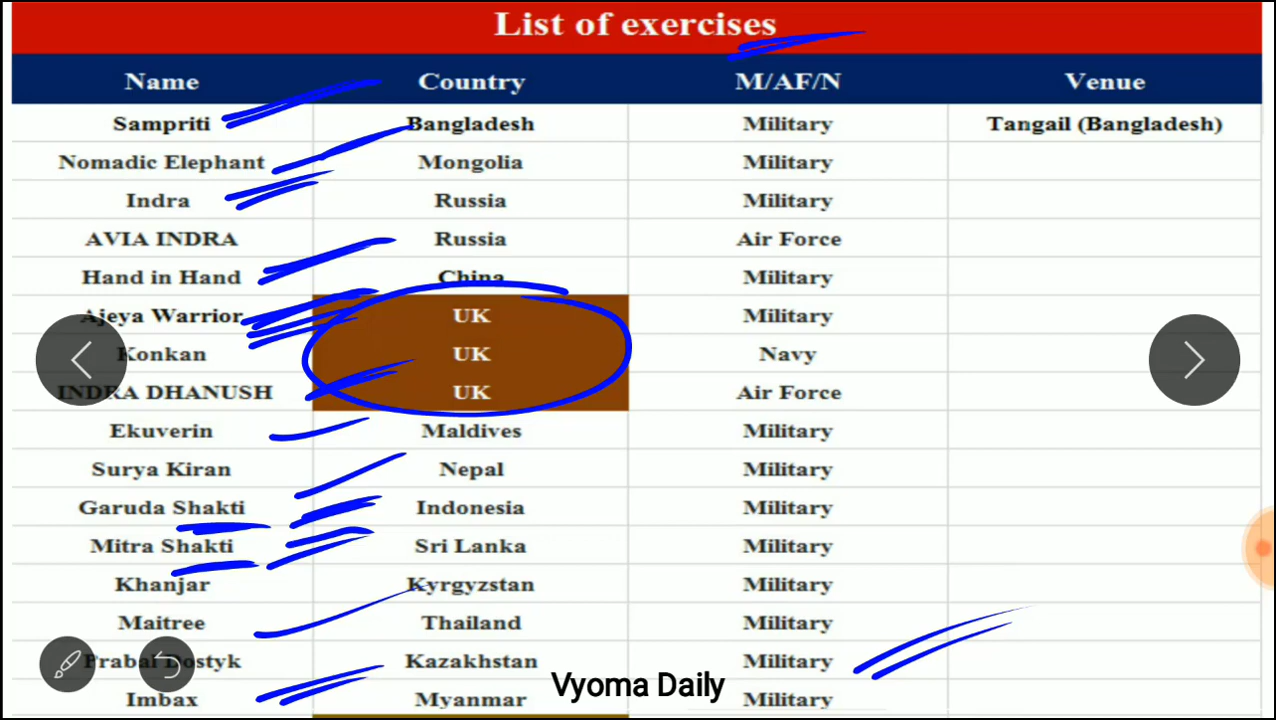 List of exercises
Name Country M/AF/N Venue
Sampriti Bangladesh Military Tangail (Bangladesh)
Nomadic Elephant Mongolia Military
Indra Russia Military
AVIA INDRA Russia Air Force
Hand in Hand China Military
Ajeya Warrior UK Military
Konkan UK Navy
INDRA DHANUSH UK Air Force
Ekuverin Maldives Military
Surya Kiran Nepal Military
Garuda Shakti Indonesia Military
Mitra Shakti Sri Lanka Military
Khanjar Kyrgyzstan Military
Maitree Thailand Military
Prabal Dostyk Kazakhstan Military
Imbax Myanmar Military
Vyoma Daily